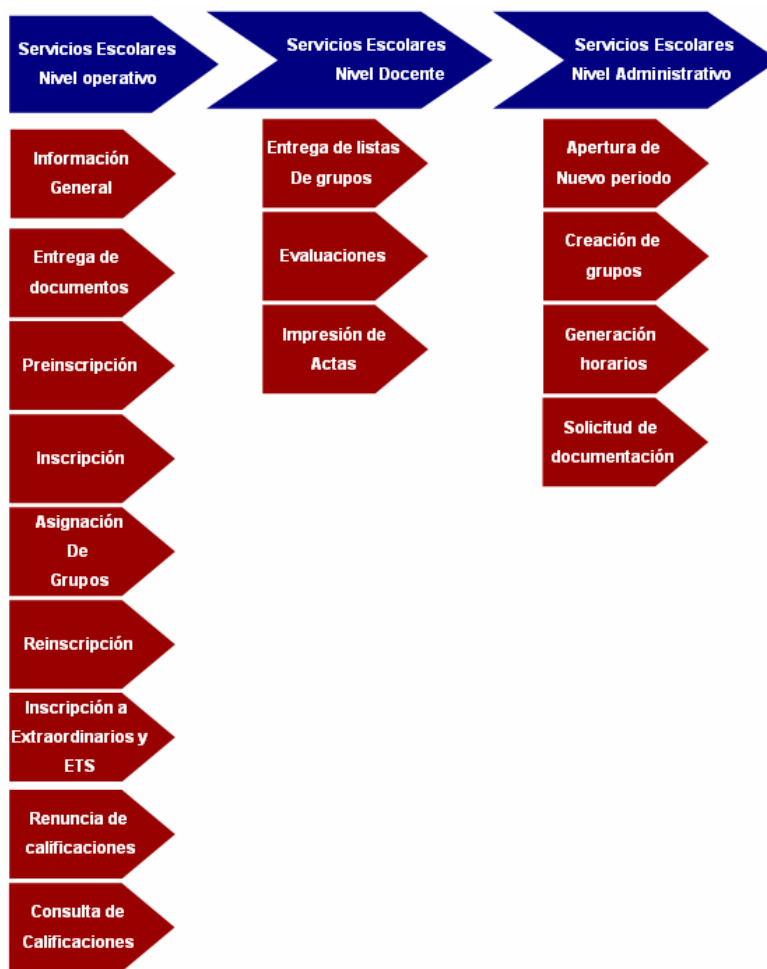 Servicios Escolares
Nivel operativo
Servicios Escolares
Nivel Docente
Servicios Escolares
Nivel Administrativo
Información
General
Entrega de
documentos
Preinscripción
Inscripción
Asignación
De
Grupos
Reinscripción
Inscripción a
Extraordinarios y
ETS
Renuncia de
calificaciones
Consulta de
Calificaciones
Entrega de listas
De grupos
Evaluaciones
Impresión de
Actas
Apertura de
Nuevo periodo
Creación de
grupos
Generación
horarios
Solicitud de
documentación